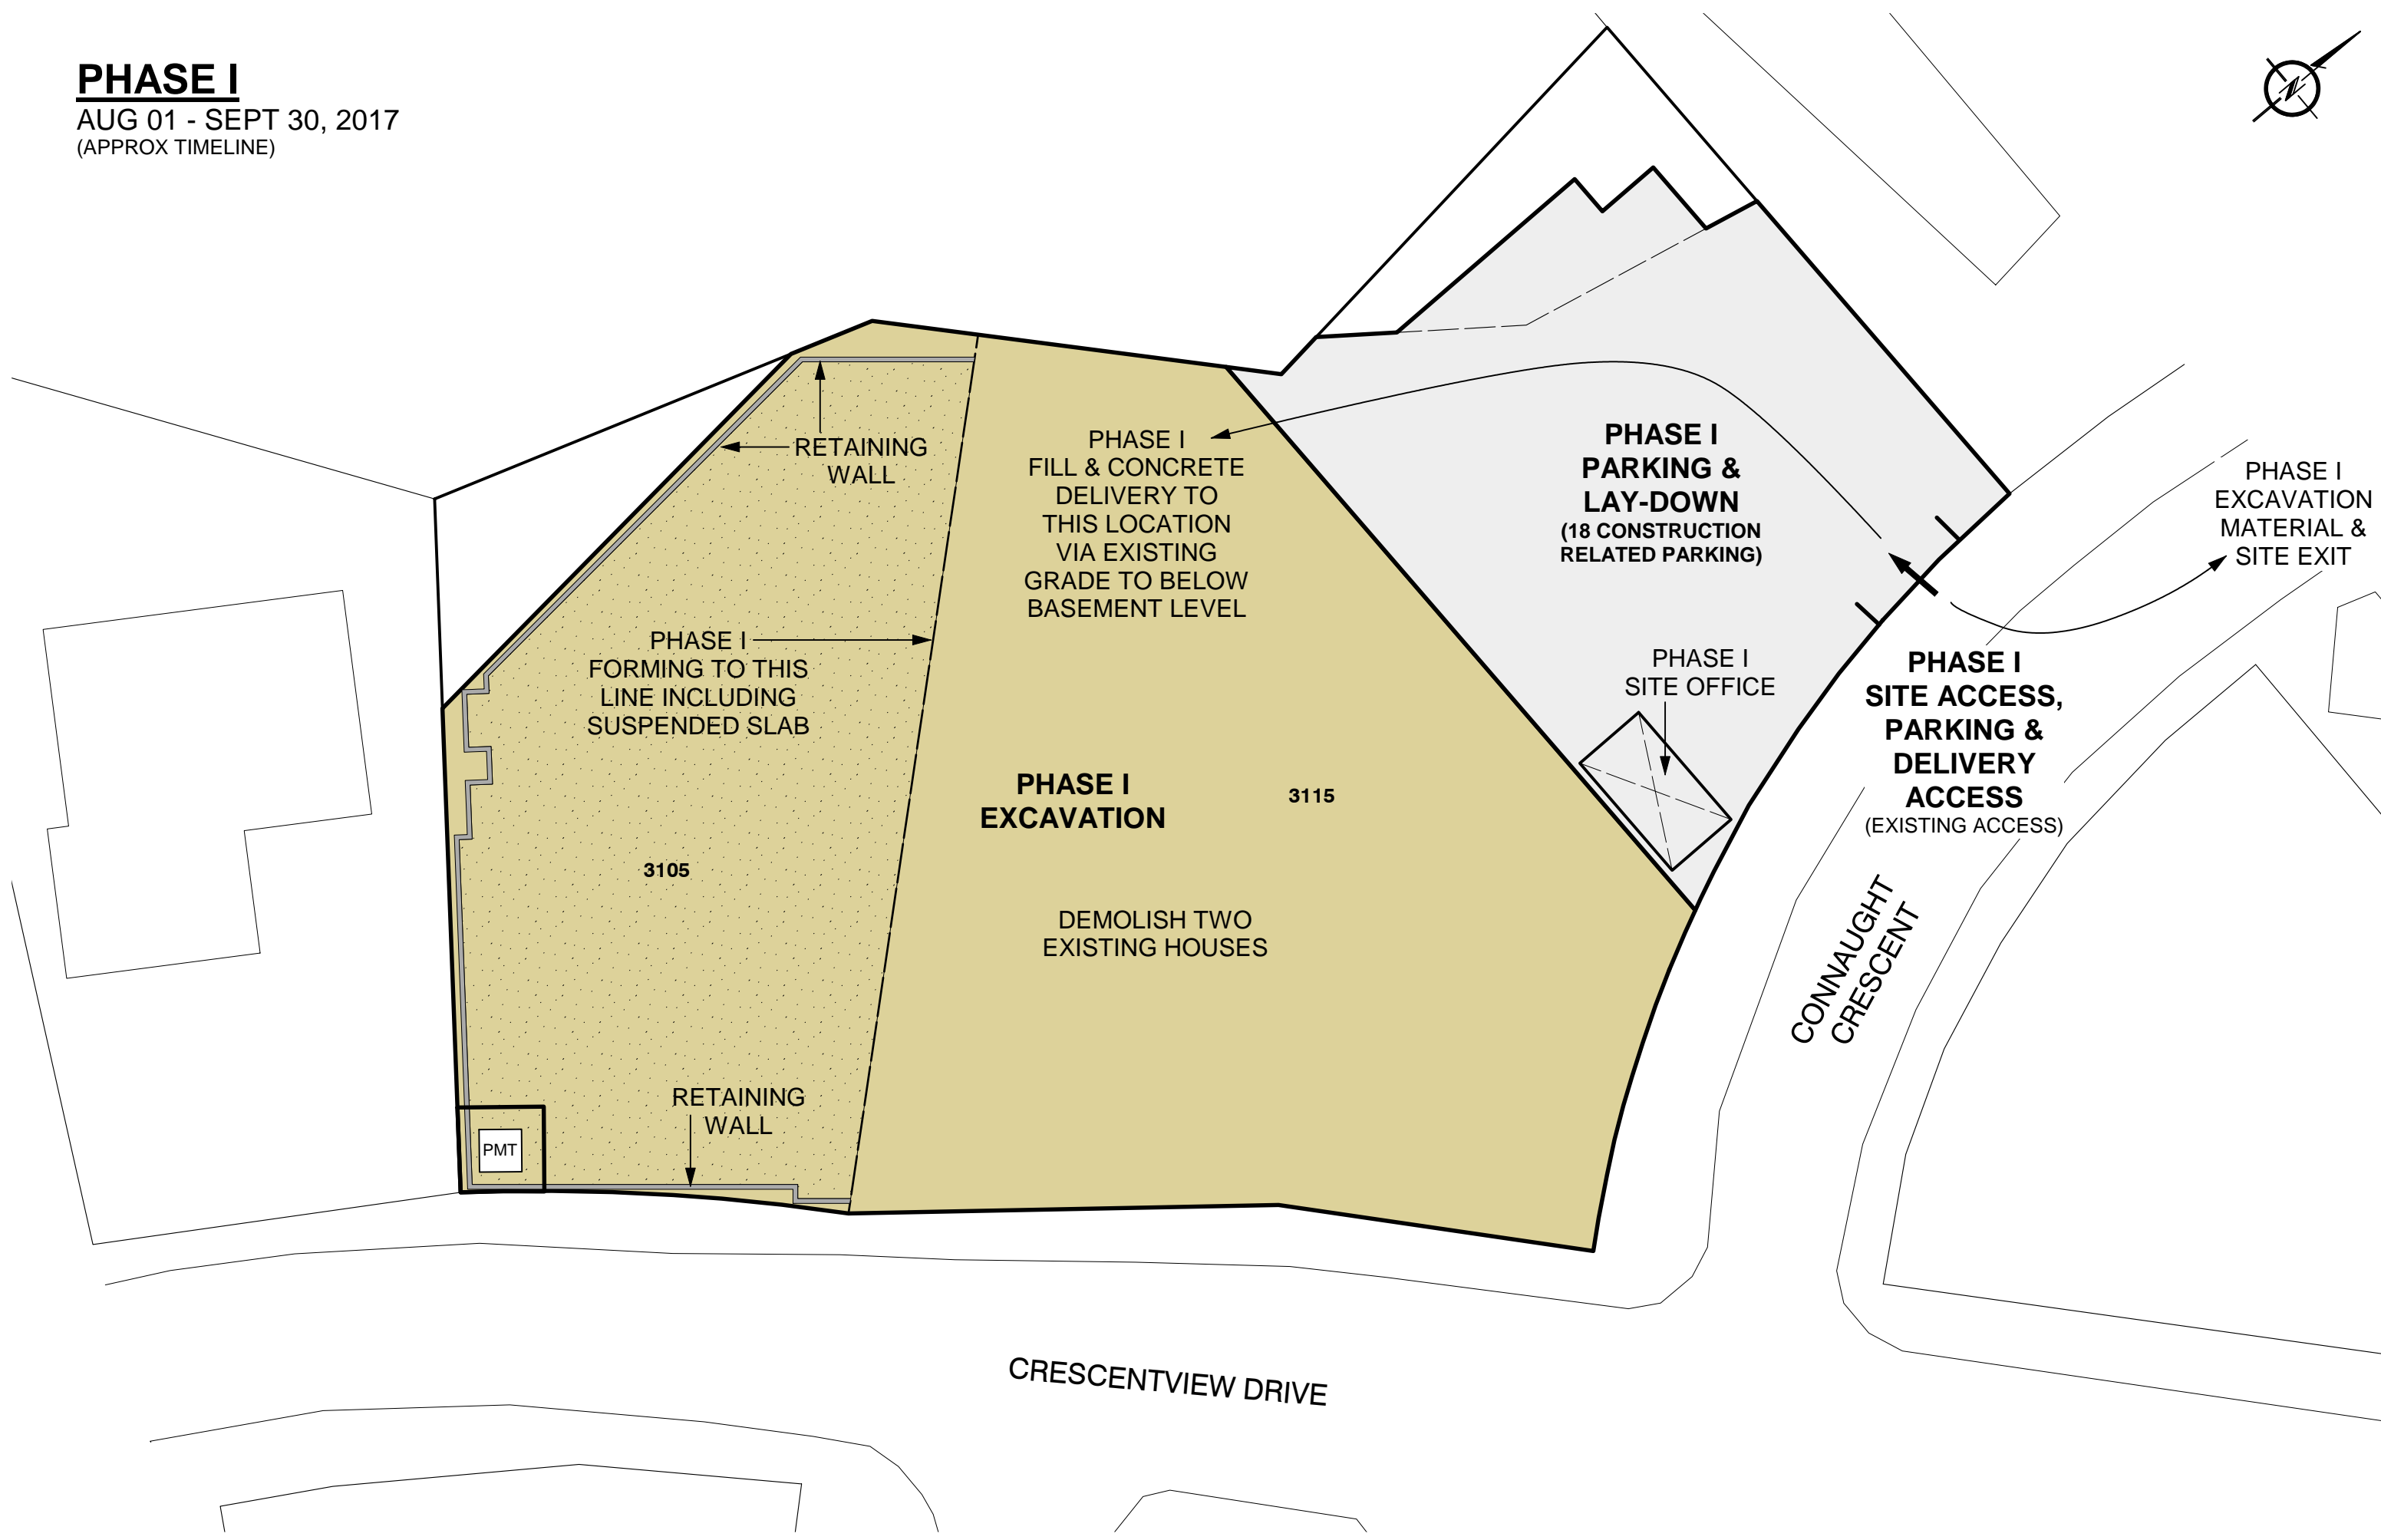 PHASE I
AUG 01 - SEPT 30, 2017
(APPROX TIMELINE)
N
RETAINING
WALL
PHASE I
FILL & CONCRETE
DELIVERY TO
THIS LOCATION
VIA EXISTING
GRADE TO BELOW
BASEMENT LEVEL
PHASE I
PARKING &
LAY-DOWN
(18 CONSTRUCTION
RELATED PARKING)
PHASE I
EXCAVATION
MATERIAL &
SITE EXIT
PHASE I
FORMING TO THIS
LINE INCLUDING
SUSPENDED SLAB
PHASE I
SITE OFFICE
PHASE I
SITE ACCESS,
PARKING &
DELIVERY
ACCESS
(EXISTING ACCESS)
PHASE I
EXCAVATION
3115
3105
DEMOLISH TWO
EXISTING HOUSES
CONNAUGHT
CRESCENT
RETAINING
WALL
PMT
CRESCENTVIEW DRIVE